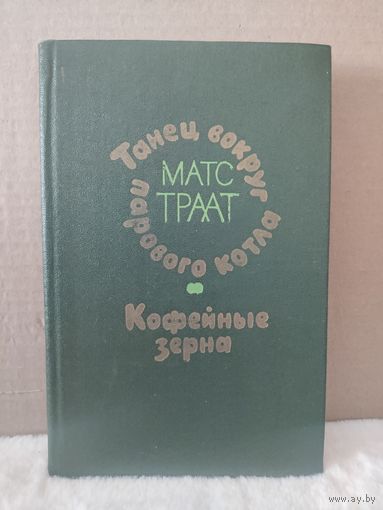 Танец вокруг
парового котла
МАТС
ТРААТ
Кофейные
зерна
www.ay.by